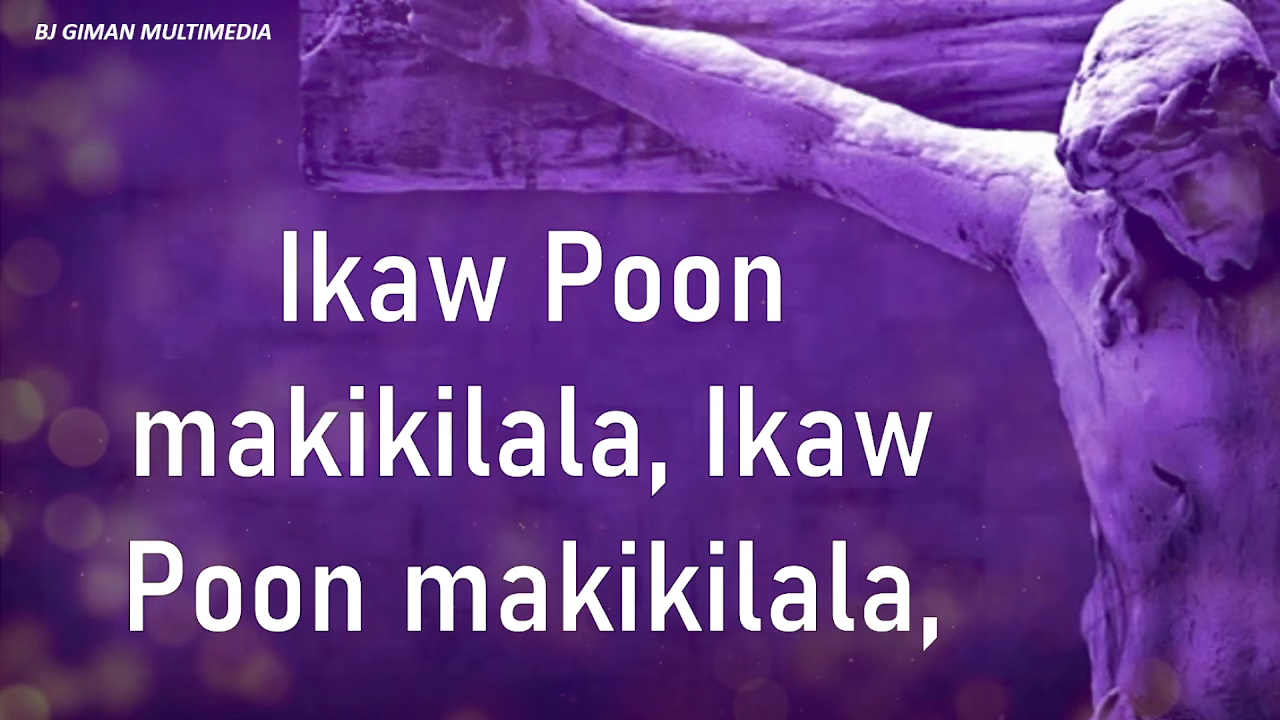 BJ GIMAN MULTIMEDIA
Ikaw Poon
makikilala, Ikaw
Poon makikilala,